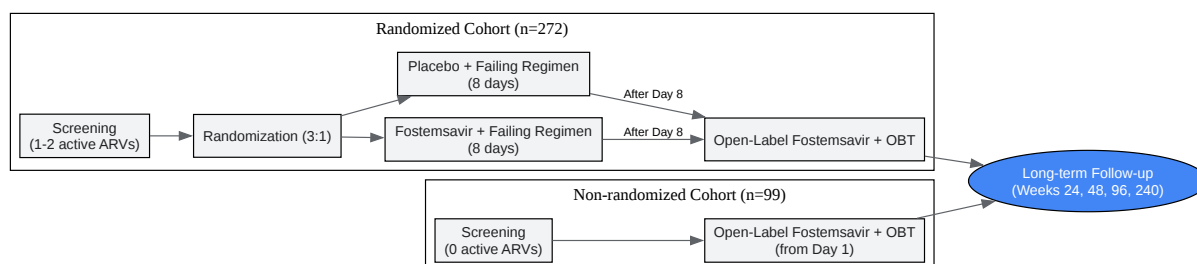 Randomized Cohort (n=272)
Screening
(1-2 active ARVs)
Randomization (3:1)
Placebo + Failing Regimen
(8 days)
After Day 8
Fostemsavir + Failing Regimen
(8 days)
After Day 8
Open-Label Fostemsavir + OBT
Non-randomized Cohort (n=99)
Screening
(0 active ARVs)
Open-Label Fostemsavir + OBT
(from Day 1)
Long-term Follow-up
(Weeks 24, 48, 96, 240)